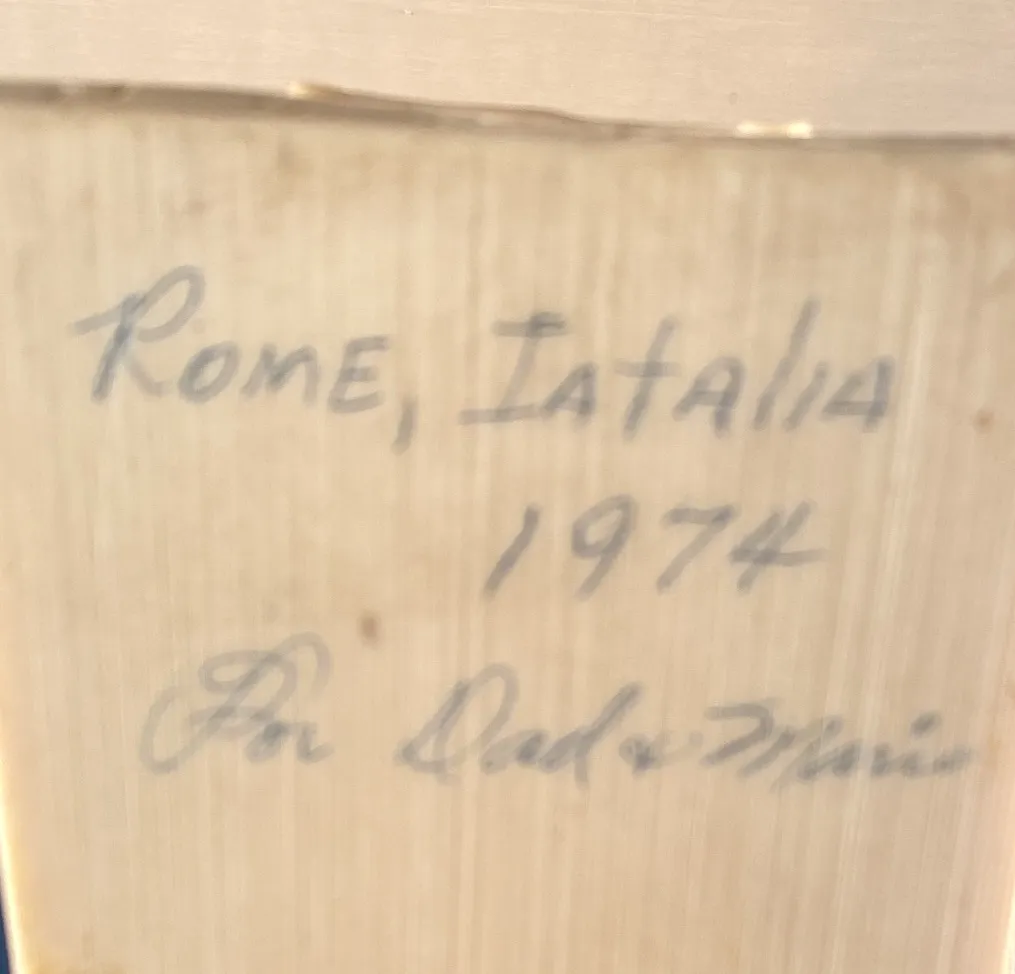 Rome, Iatalia
1974
For Dad & Marie